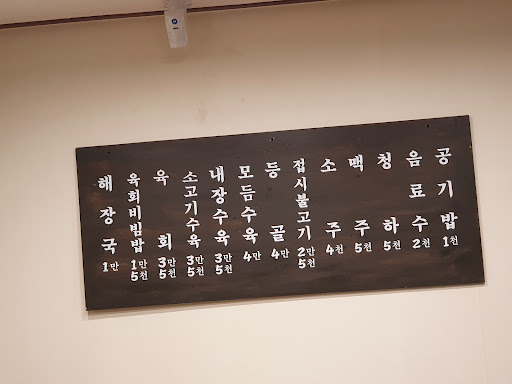 해장국 1만
육회비빔밥 1만5천
육회 3만5천
소고기수육 3만5천
내장수육 3만5천
모듬수육 4만
등골 4만
접시불고기 2만5천
소주 4천
맥주 5천
청하 5천
음료수 2천
공기밥 1천